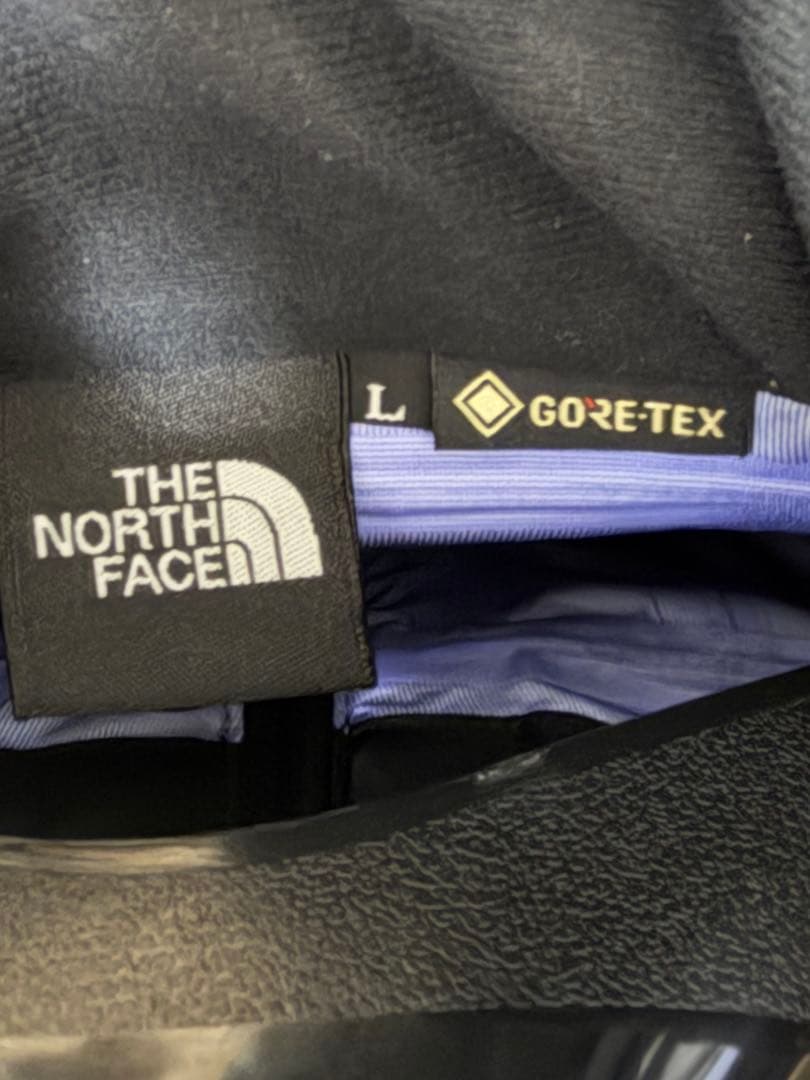 L
GORE-TEX
THE
NORTH
FACE